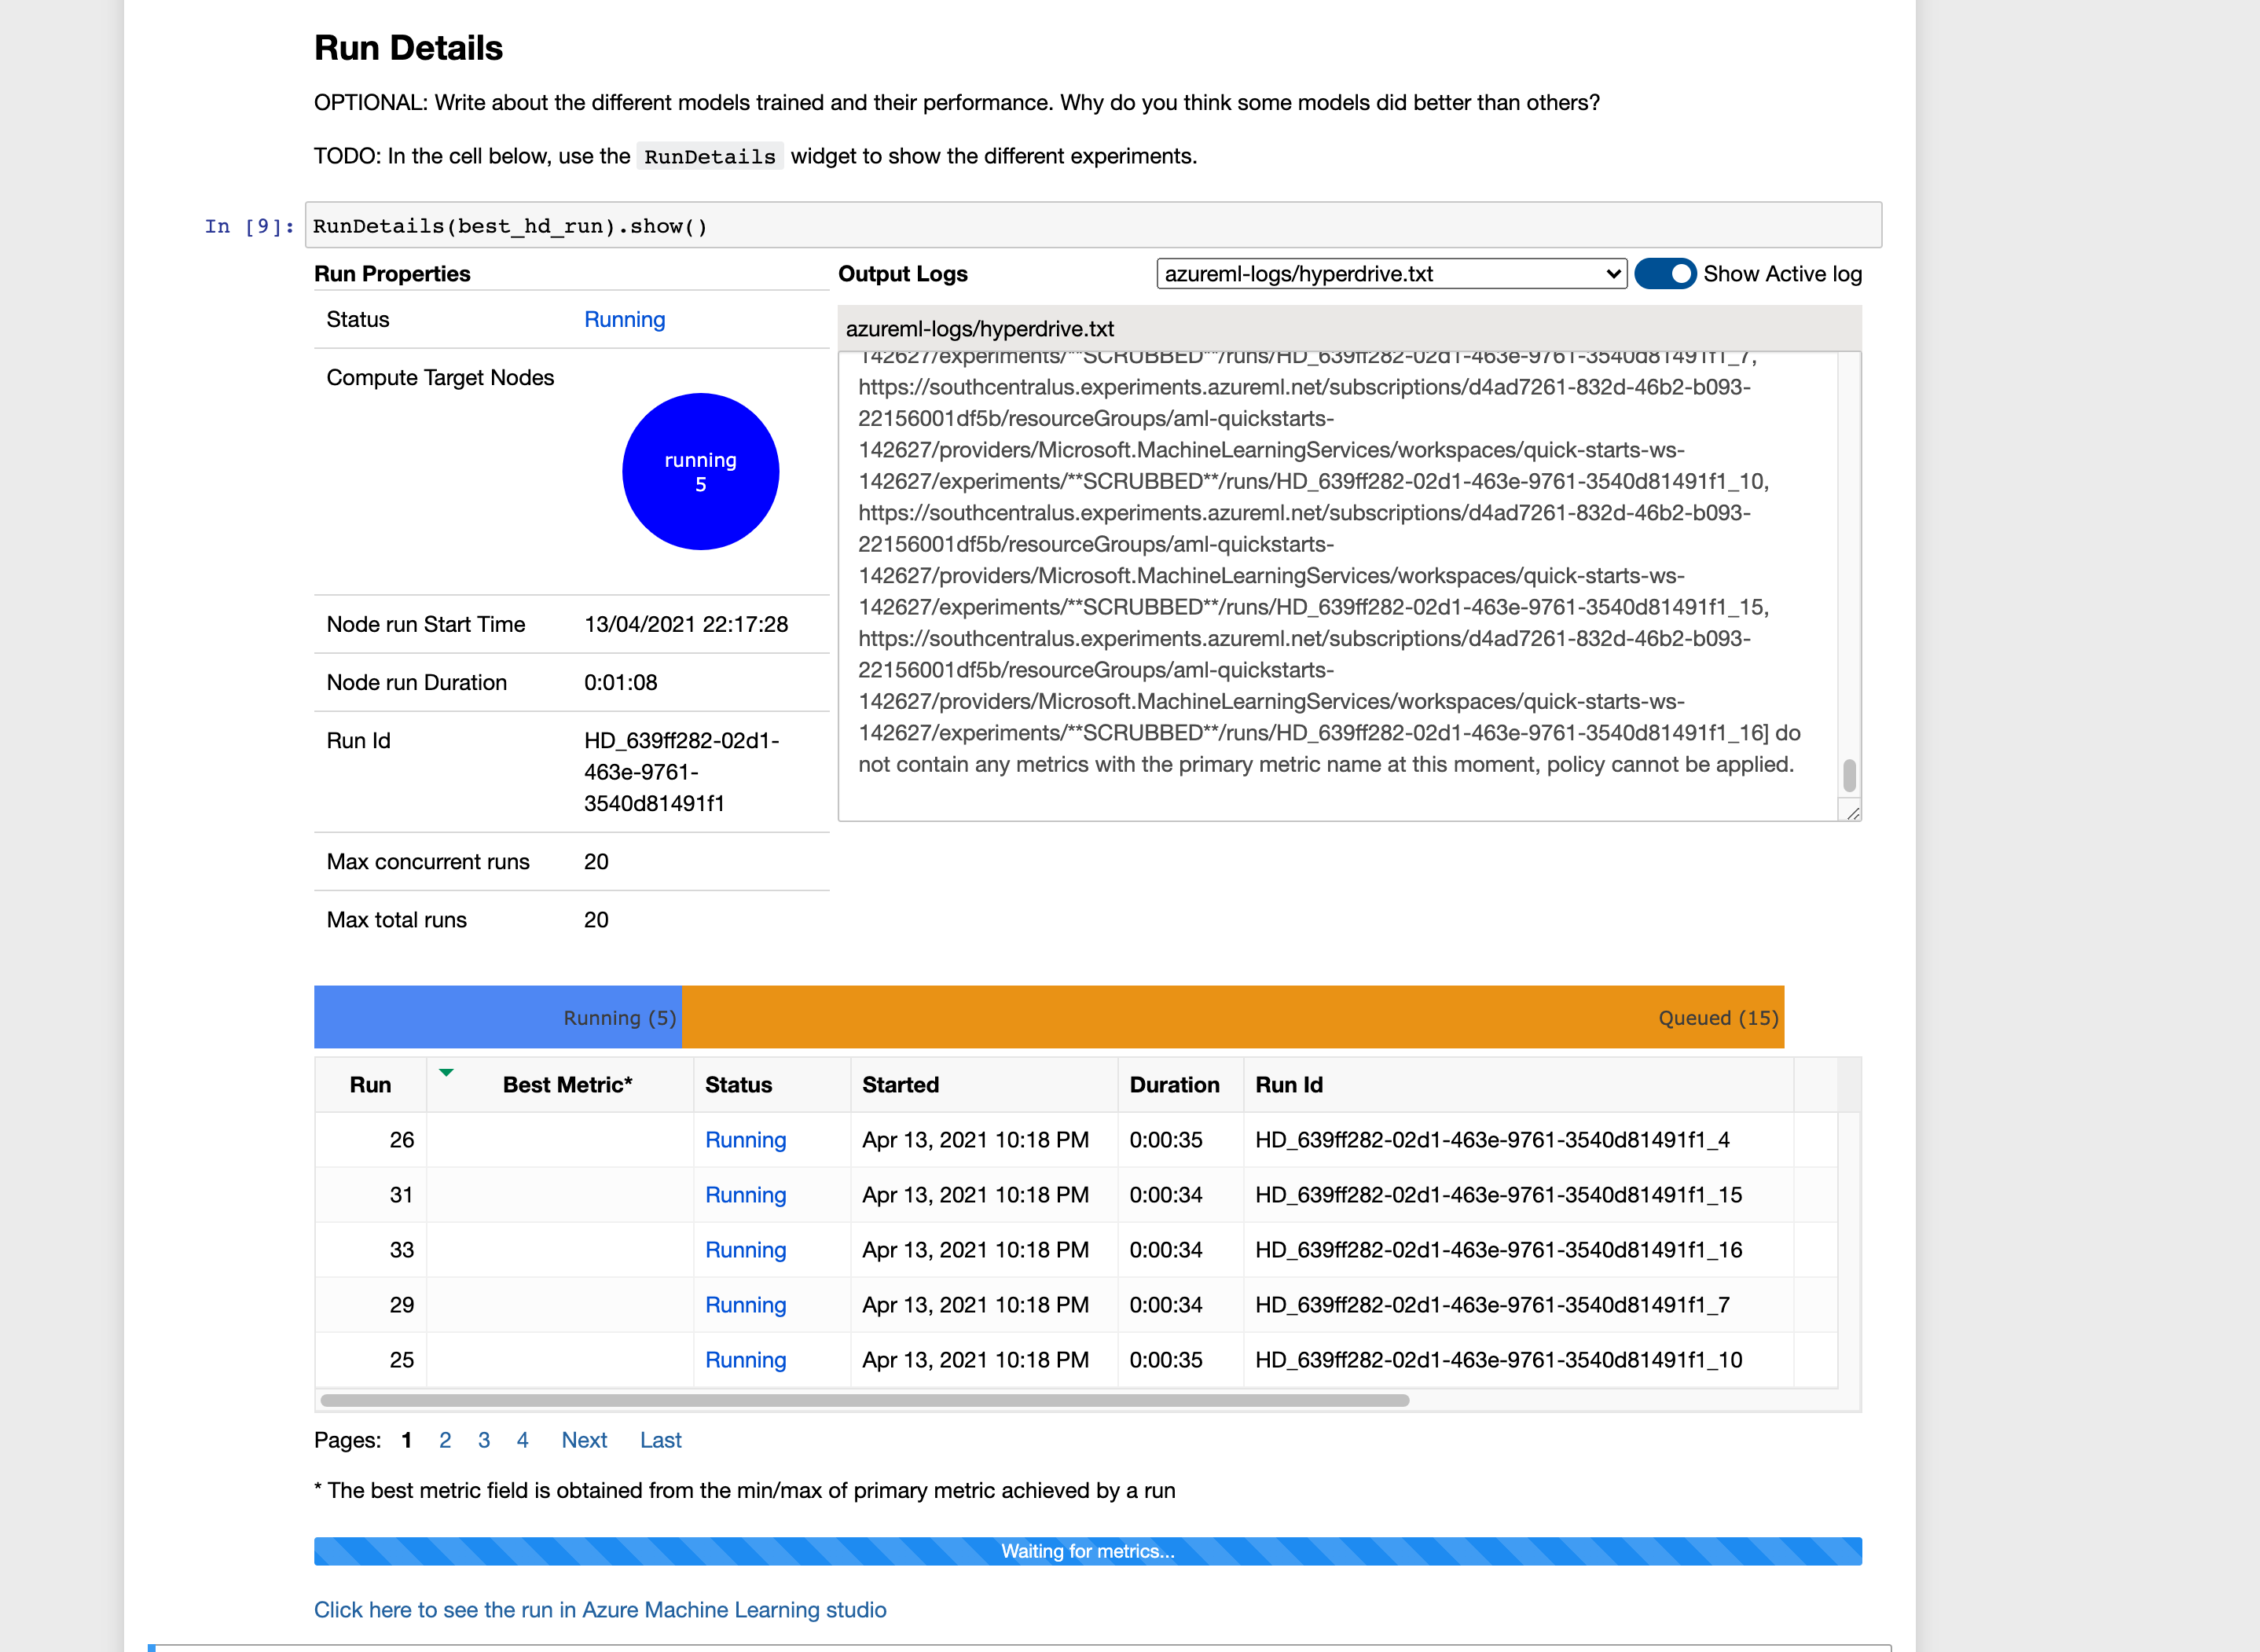 Run Details
OPTIONAL: Write about the different models trained and their performance. Why do you think some models did better than others?
TODO: In the cell below, use the RunDetails widget to show the different experiments.
In [9]: RunDetails(best_hd_run).show()
Run Properties
Status Running
Compute Target Nodes
running
5
Node run Start Time 13/04/2021 22:17:28
Node run Duration 0:01:08
Run Id HD_639ff282-02d1-
463e-9761-
3540d81491f1
Max concurrent runs 20
Max total runs 20
Output Logs azureml-logs/hyperdrive.txt Show Active log
azureml-logs/hyperdrive.txt
142627/experiments/**SCRUBBED**/runs/HD_639ff282-02d1-463e-9761-3540d81491f1_7,
https://southcentralus.experiments.azureml.net/subscriptions/d4ad7261-832d-46b2-b093-
22156001df5b/resourceGroups/aml-quickstarts-
142627/providers/Microsoft.MachineLearningServices/workspaces/quick-starts-ws-
142627/experiments/**SCRUBBED**/runs/HD_639ff282-02d1-463e-9761-3540d81491f1_10,
https://southcentralus.experiments.azureml.net/subscriptions/d4ad7261-832d-46b2-b093-
22156001df5b/resourceGroups/aml-quickstarts-
142627/providers/Microsoft.MachineLearningServices/workspaces/quick-starts-ws-
142627/experiments/**SCRUBBED**/runs/HD_639ff282-02d1-463e-9761-3540d81491f1_15,
https://southcentralus.experiments.azureml.net/subscriptions/d4ad7261-832d-46b2-b093-
22156001df5b/resourceGroups/aml-quickstarts-
142627/providers/Microsoft.MachineLearningServices/workspaces/quick-starts-ws-
142627/experiments/**SCRUBBED**/runs/HD_639ff282-02d1-463e-9761-3540d81491f1_16] do
not contain any metrics with the primary metric name at this moment, policy cannot be applied.
Running (5) Queued (15)
Run Best Metric* Status Started Duration Run Id
26 Running Apr 13, 2021 10:18 PM 0:00:35 HD_639ff282-02d1-463e-9761-3540d81491f1_4
31 Running Apr 13, 2021 10:18 PM 0:00:34 HD_639ff282-02d1-463e-9761-3540d81491f1_15
33 Running Apr 13, 2021 10:18 PM 0:00:34 HD_639ff282-02d1-463e-9761-3540d81491f1_16
29 Running Apr 13, 2021 10:18 PM 0:00:34 HD_639ff282-02d1-463e-9761-3540d81491f1_7
25 Running Apr 13, 2021 10:18 PM 0:00:35 HD_639ff282-02d1-463e-9761-3540d81491f1_10
Pages: 1 2 3 4 Next Last
* The best metric field is obtained from the min/max of primary metric achieved by a run
Waiting for metrics...
Click here to see the run in Azure Machine Learning studio